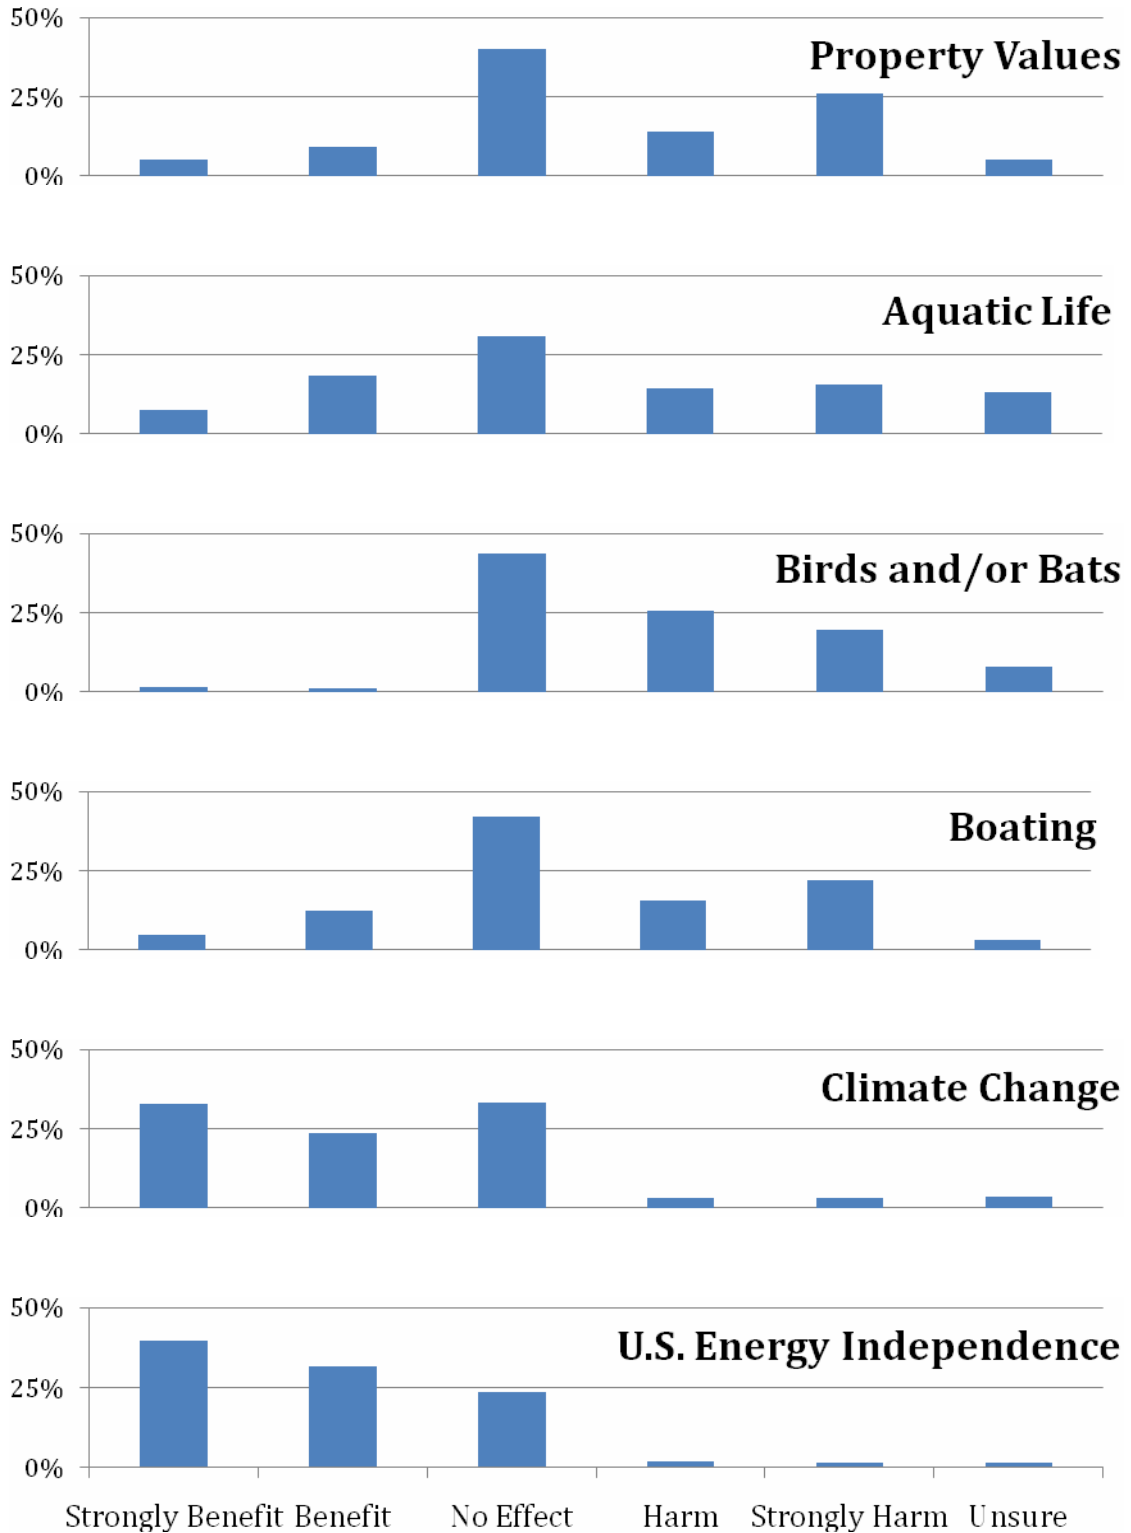 50%
Property Values
25%
0%
50%
Aquatic Life
25%
0%
50%
Birds and/or Bats
25%
0%
50%
Boating
25%
0%
50%
Climate Change
25%
0%
50%
U.S. Energy Independence
25%
0%
Strongly Benefit Benefit No Effect Harm Strongly Harm Unsure